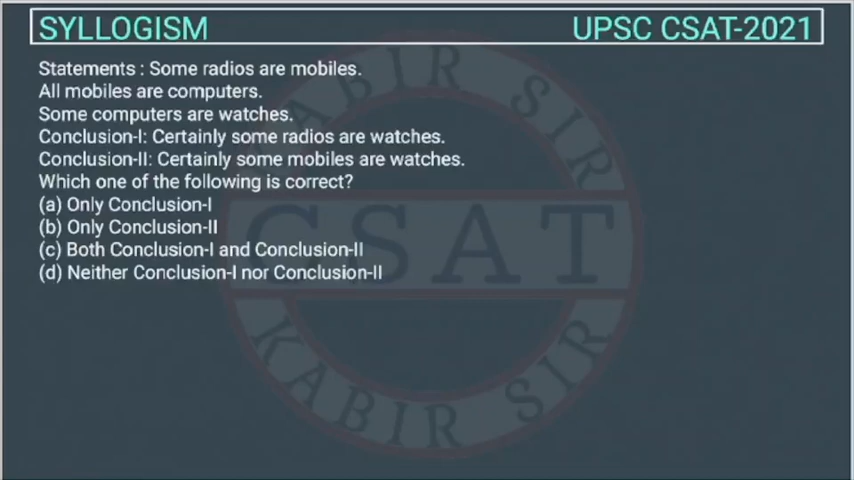 SYLLOGISM UPSC CSAT-2021
Statements : Some radios are mobiles.
All mobiles are computers.
Some computers are watches.
Conclusion-I: Certainly some radios are watches.
Conclusion-II: Certainly some mobiles are watches.
Which one of the following is correct?
(a) Only Conclusion-I
(b) Only Conclusion-II
(c) Both Conclusion-I and Conclusion-II
(d) Neither Conclusion-I nor Conclusion-II
KABIR SIR
CSAT
KABIR SIR